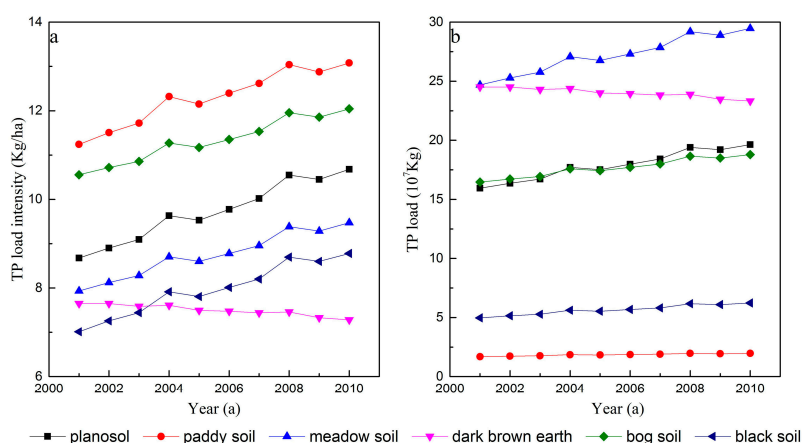 a
14
12
10
8
6
TP load intensity (Kg/ha)
2000 2002 2004 2006 2008 2010
Year (a)
b
30
25
20
15
10
5
0
TP load (10⁷Kg)
2000 2002 2004 2006 2008 2010
Year (a)
planosol paddy soil meadow soil dark brown earth bog soil black soil